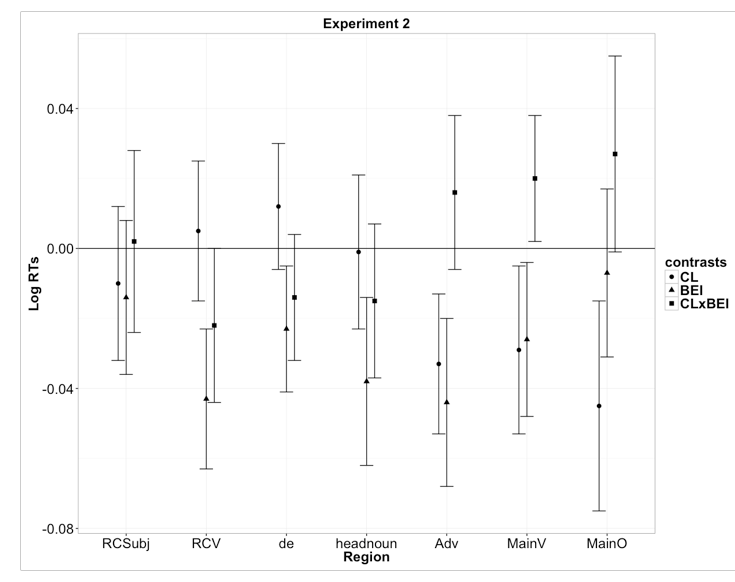 Experiment 2
0.04
0.00
-0.04
-0.08
Log RTs
RCSubj RCV de headnoun Adv MainV MainO
Region
contrasts
CL
BEI
CLxBEI